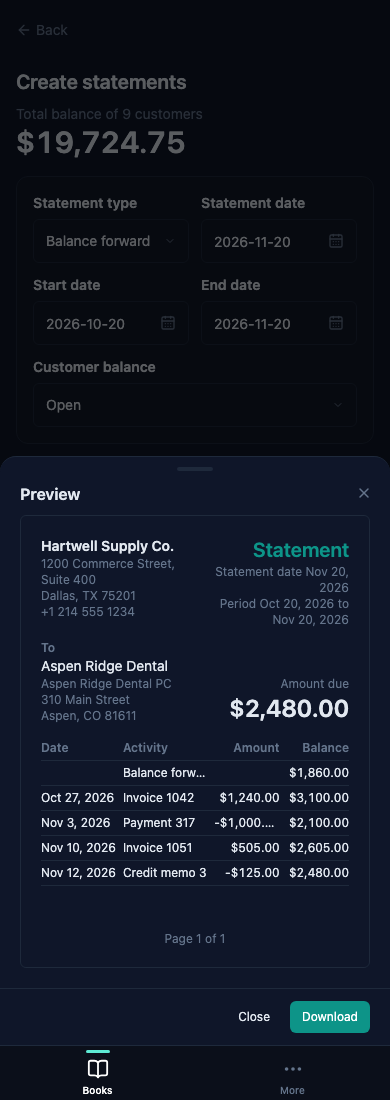 Back
Create statements
Total balance of 9 customers
$19,724.75
Statement type
Statement date
Balance forward
2026-11-20
Start date
End date
2026-10-20
2026-11-20
Customer balance
Open
Preview
Hartwell Supply Co.
1200 Commerce Street,
Suite 400
Dallas, TX 75201
+1 214 555 1234
Statement
Statement date Nov 20,
2026
Period Oct 20, 2026 to
Nov 20, 2026
To
Aspen Ridge Dental
Aspen Ridge Dental PC
310 Main Street
Aspen, CO 81611
Amount due
$2,480.00
Date Activity Amount Balance
Balance forw... $1,860.00
Oct 27, 2026 Invoice 1042 $1,240.00 $3,100.00
Nov 3, 2026 Payment 317 -$1,000.... $2,100.00
Nov 10, 2026 Invoice 1051 $505.00 $2,605.00
Nov 12, 2026 Credit memo 3 -$125.00 $2,480.00
Page 1 of 1
Close
Download
Books
More